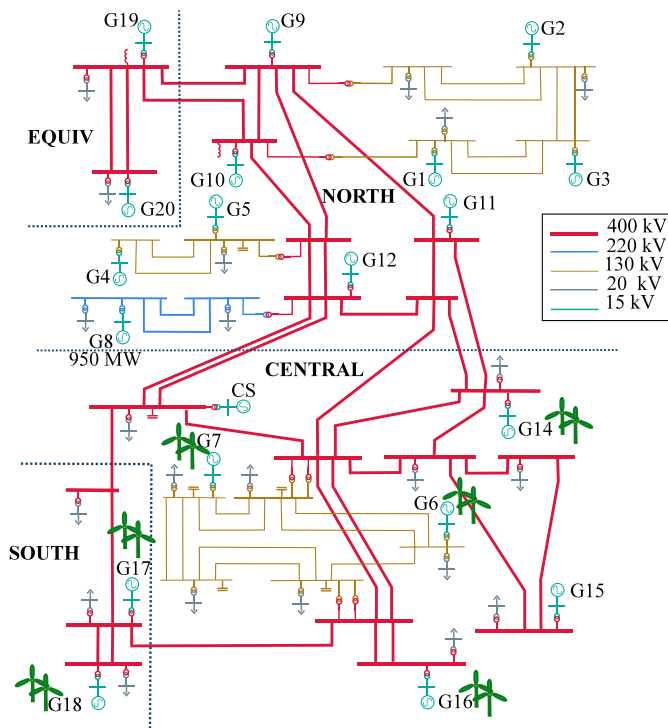 G19
G9
G2
EQUIV
G20
G10
G1
G3
NORTH
G5
G11
G4
G12
G8
950 MW
400 kV
220 kV
130 kV
20 kV
15 kV
CENTRAL
CS
G7
G14
G6
SOUTH
G17
G15
G18
G16